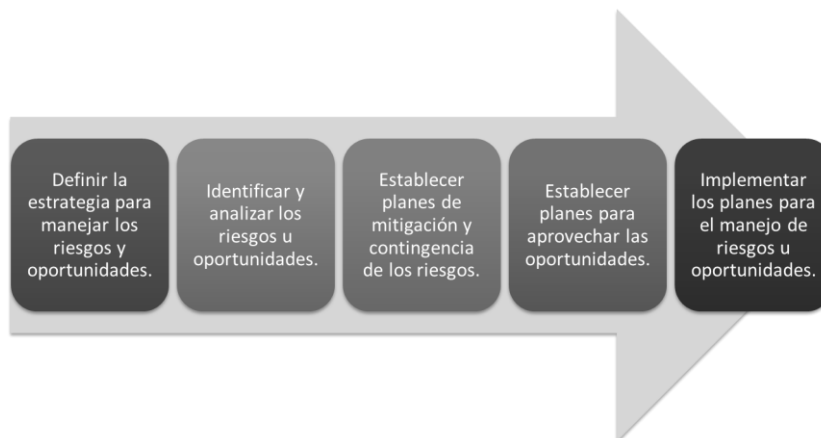 Definir la
estrategia para
manejar los
riesgos y
oportunidades.
Identificar y
analizar los
riesgos u
oportunidades.
Establecer
planes de
mitigación y
contingencia
de los riesgos.
Establecer
planes para
aprovechar las
oportunidades.
Implementar
los planes para
el manejo de
riesgos u
oportunidades.